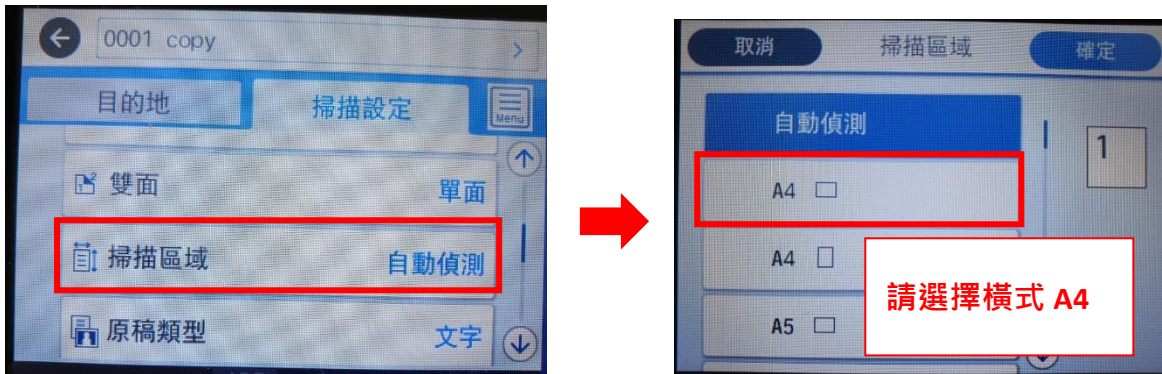 0001 copy
目的地
掃描設定
Menu
雙面
單面
掃描區域
自動偵測
原稿類型
文字
取消
掃描區域
確定
自動偵測
1
A4
A4
A5
請選擇橫式 A4